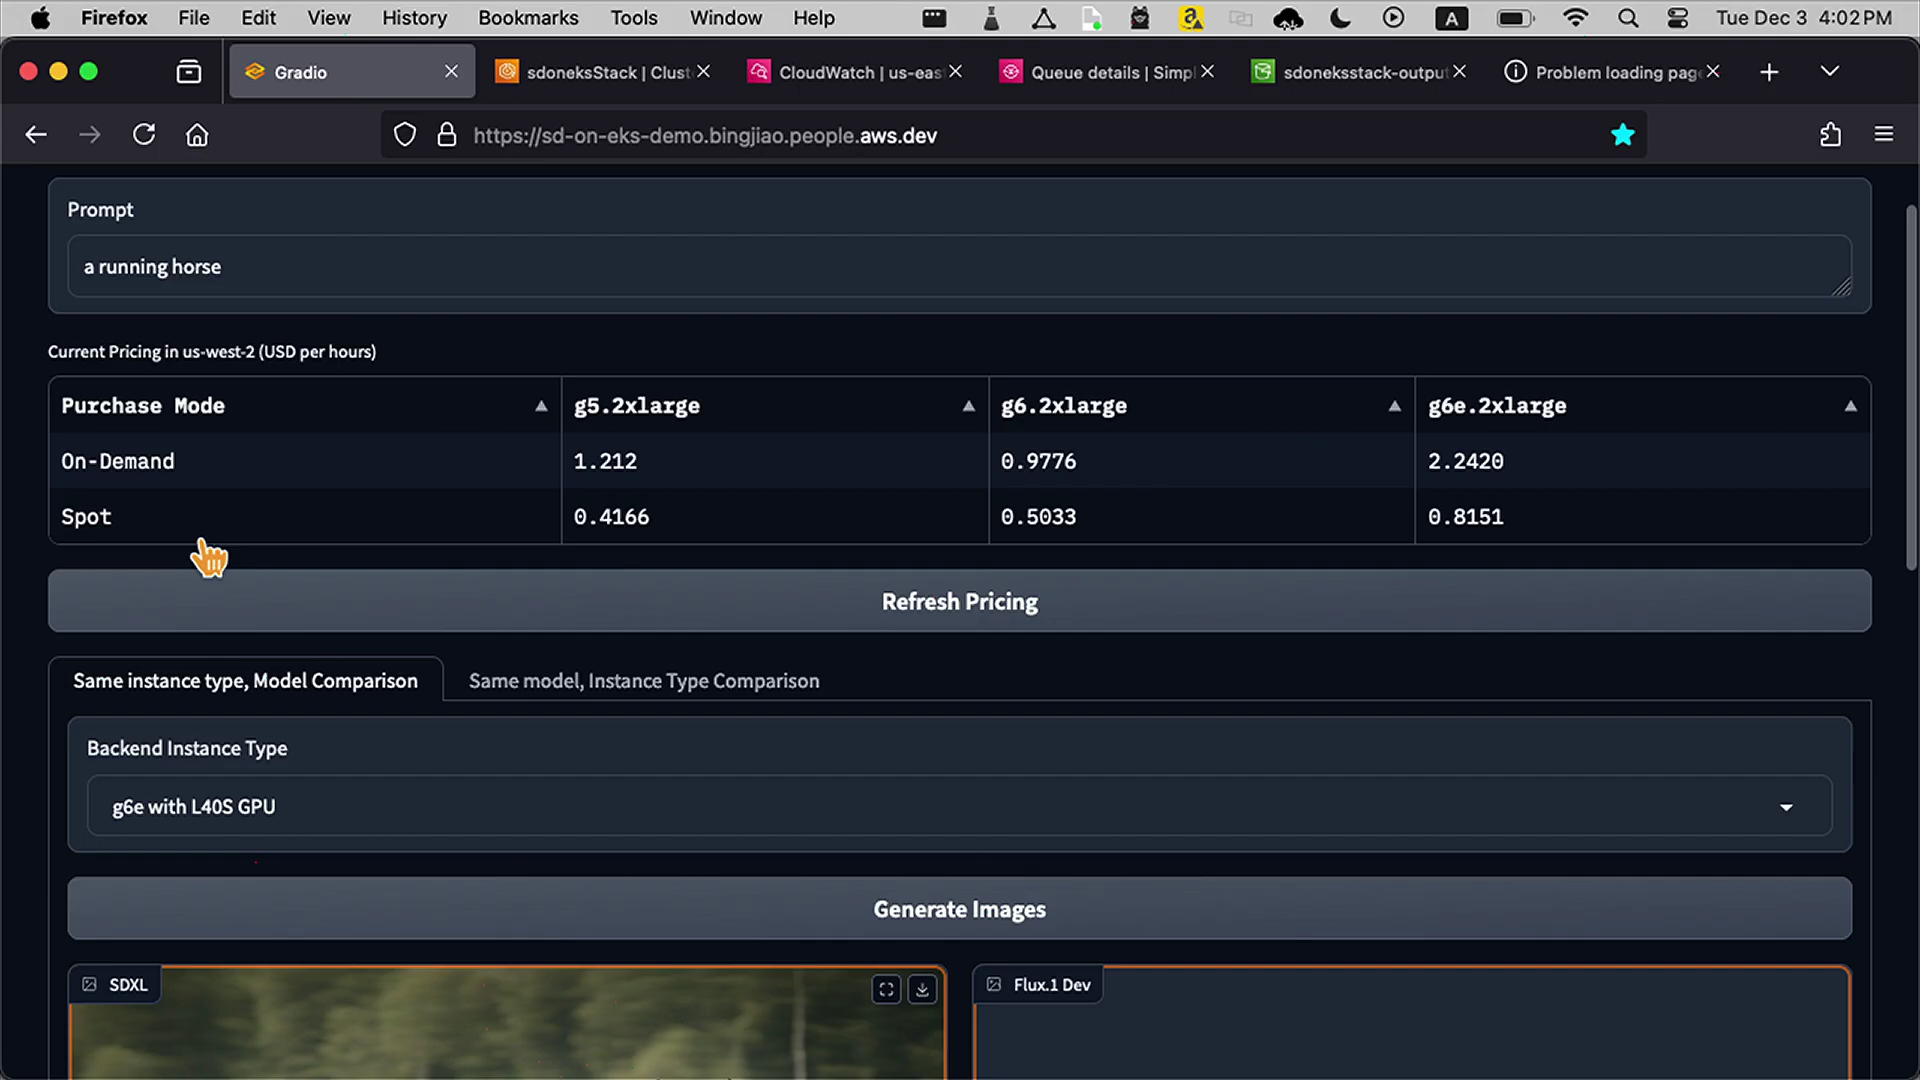 Firefox File Edit View History Bookmarks Tools Window Help A Tue Dec 3 4:02 PM
Gradio sdoneksStack | Clust CloudWatch | us-eas Queue details | Simpl sdoneksstack-outpu Problem loading pag
https://sd-on-eks-demo.bingjiao.people.aws.dev
Prompt
a running horse
Current Pricing in us-west-2 (USD per hours)
Purchase Mode g5.2xlarge g6.2xlarge g6e.2xlarge
On-Demand 1.212 0.9776 2.2420
Spot 0.4166 0.5033 0.8151
Refresh Pricing
Same instance type, Model Comparison Same model, Instance Type Comparison
Backend Instance Type
g6e with L40S GPU
Generate Images
SDXL Flux.1 Dev